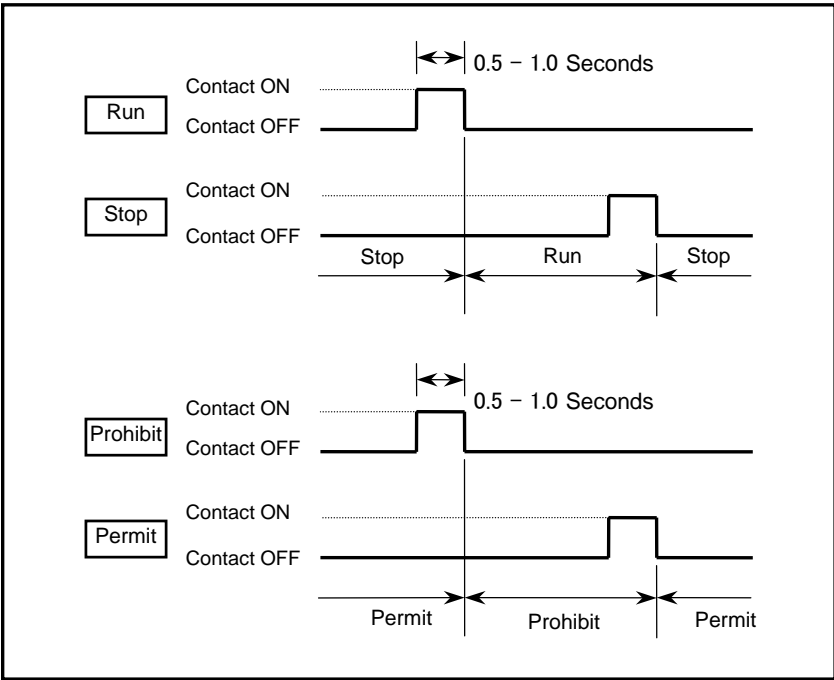 0.5 − 1.0 Seconds
Contact ON
Run
Contact OFF
Contact ON
Stop
Contact OFF
Stop Run Stop
0.5 − 1.0 Seconds
Contact ON
Prohibit
Contact OFF
Contact ON
Permit
Contact OFF
Permit Prohibit Permit